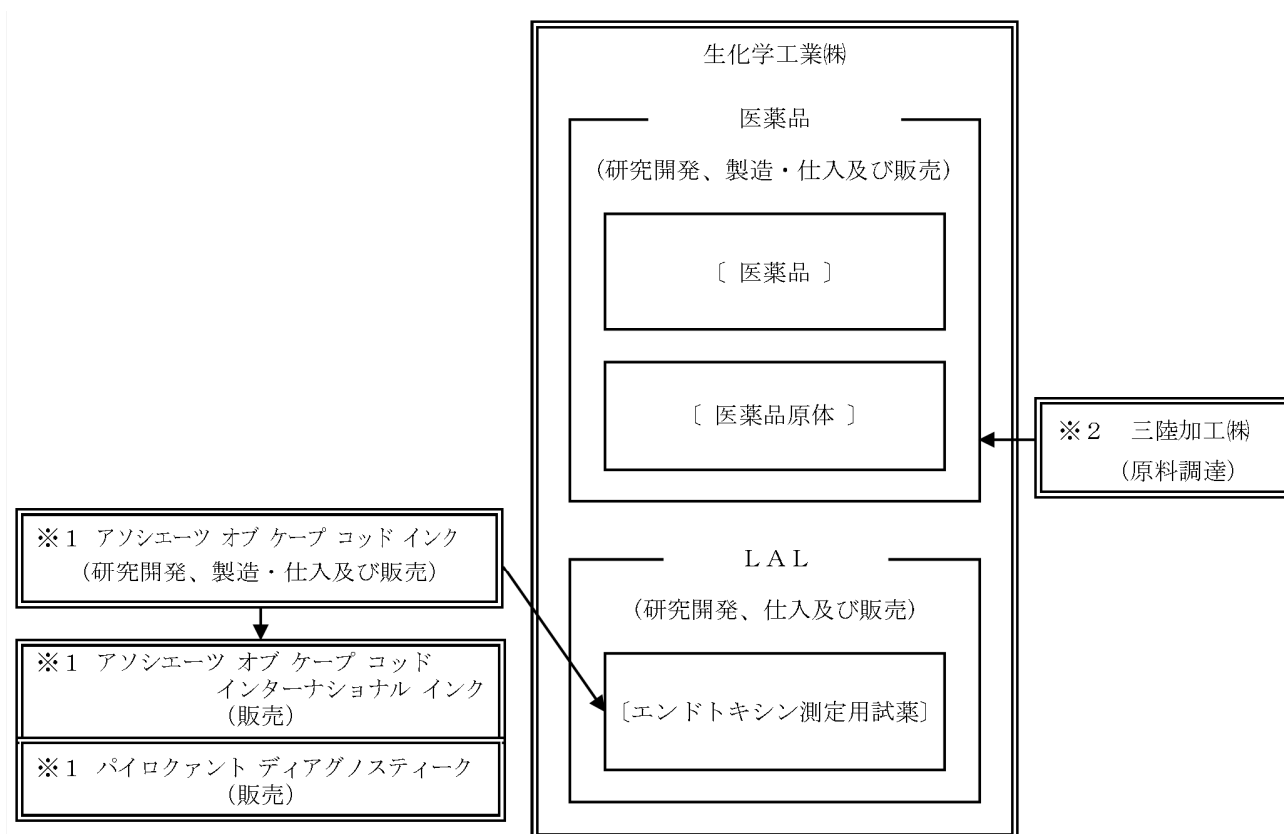 生化学工業㈱
医薬品
(研究開発、製造・仕入及び販売)
〔 医薬品 〕
〔 医薬品原体 〕
※2 三陸加工㈱
(原料調達)
LAL
(研究開発、仕入及び販売)
〔エンドトキシン測定用試薬〕
※1 アソシエーツ オブ ケープ コッド インク
(研究開発、製造・仕入及び販売)
※1 アソシエーツ オブ ケープ コッド
インターナショナル インク
(販売)
※1 パイロクァント ディアグノスティーク
(販売)